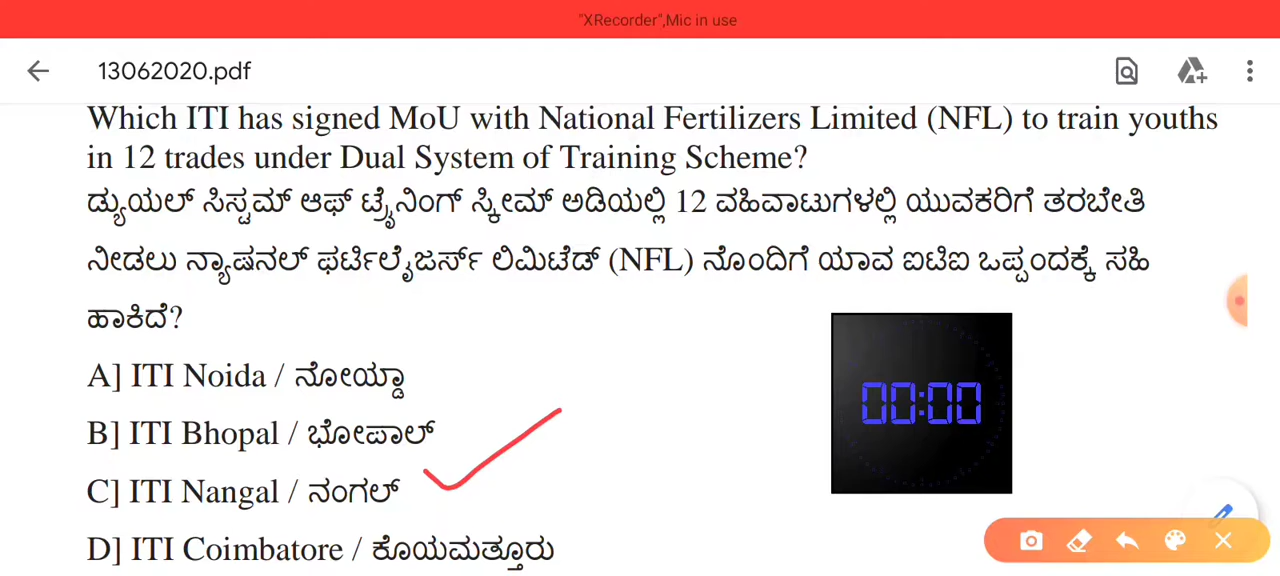 "XRecorder",Mic in use
13062020.pdf
Which ITI has signed MoU with National Fertilizers Limited (NFL) to train youths
in 12 trades under Dual System of Training Scheme?
ಡ್ಯುಯಲ್ ಸಿಸ್ಟಮ್ ಆಫ್ ಟ್ರೈನಿಂಗ್ ಸ್ಕೀಮ್ ಅಡಿಯಲ್ಲಿ 12 ವಹಿವಾಟುಗಳಲ್ಲಿ ಯುವಕರಿಗೆ ತರಬೇತಿ
ನೀಡಲು ನ್ಯಾಷನಲ್ ಫರ್ಟಿಲೈಜರ್ಸ್ ಲಿಮಿಟೆಡ್ (NFL) ನೊಂದಿಗೆ ಯಾವ ಐಟಿಐ ಒಪ್ಪಂದಕ್ಕೆ ಸಹಿ
ಹಾಕಿದೆ?
A] ITI Noida / ನೋಯ್ಡಾ
B] ITI Bhopal / ಭೋಪಾಲ್
C] ITI Nangal / ನಂಗಲ್
D] ITI Coimbatore / ಕೊಯಮತ್ತೂರು
00:00